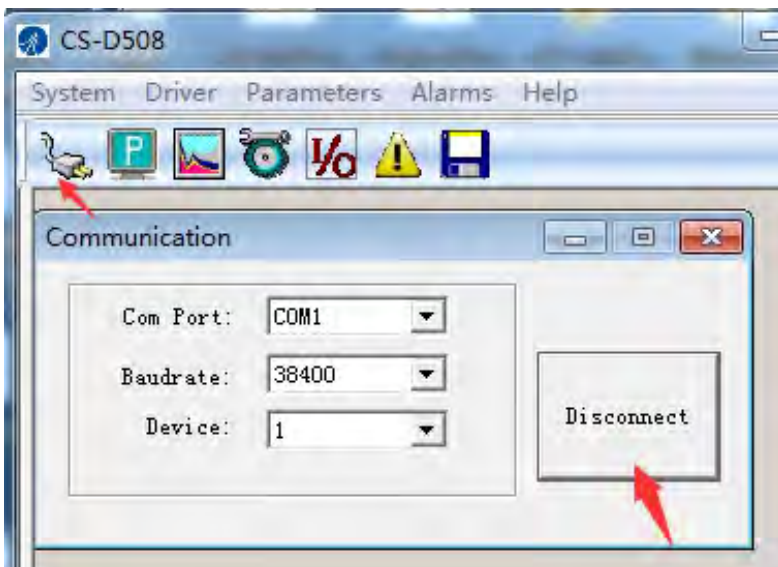 CS-D508
System Driver Parameters Alarms Help
P I/O !
Communication
Com Port: COM1
Baudrate: 38400
Device: 1
Disconnect